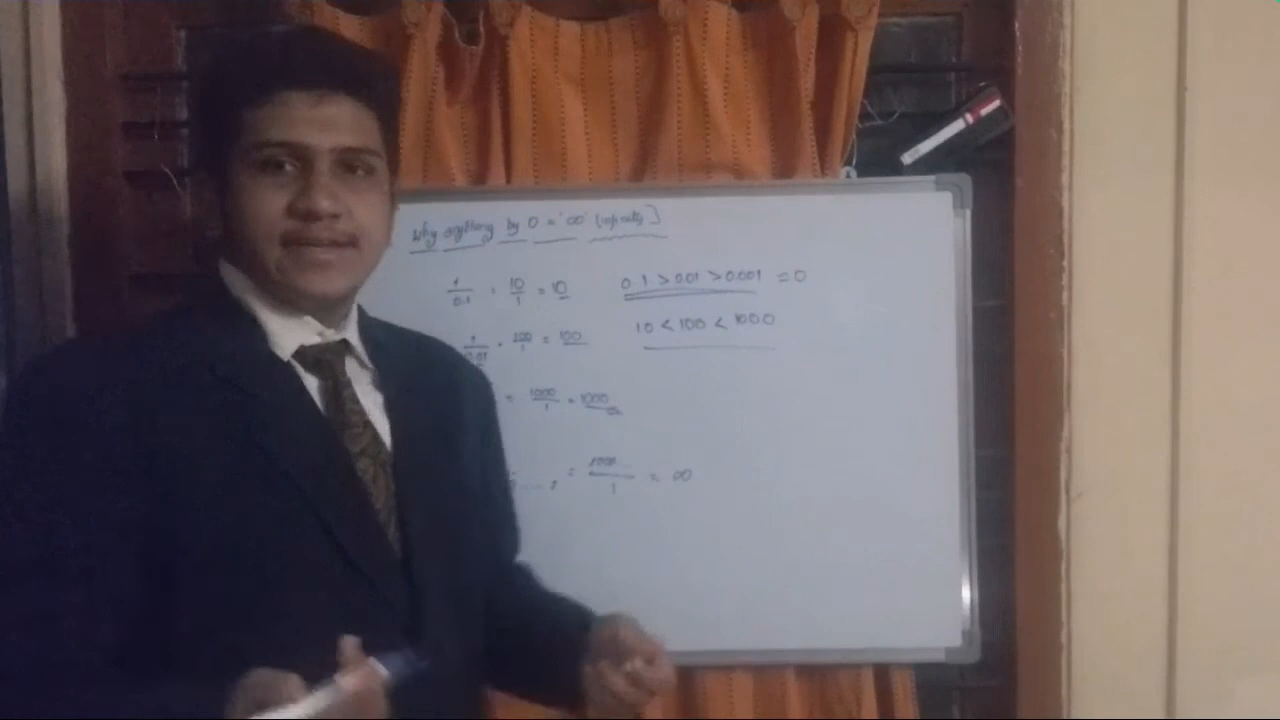 Why anything by 0 = '∞' [infinity]
1/0.1 = 10/1 = 10
0.1 > 0.01 > 0.001 = 0
1/0.01 = 100/1 = 100
10 < 100 < 1000
= 1000/1 = 1000
= 1000.../1 = ∞